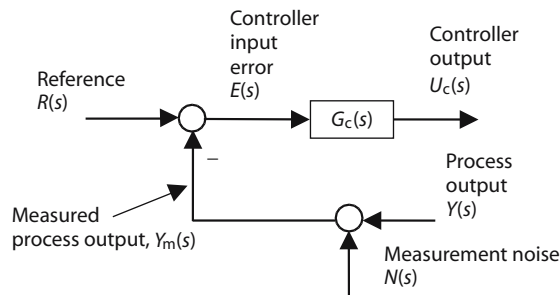 Controller
input
error
E(s)
Controller
output
Uc(s)
Reference
R(s)
Gc(s)
–
Process
output
Y(s)
Measured
process output, Ym(s)
Measurement noise
N(s)